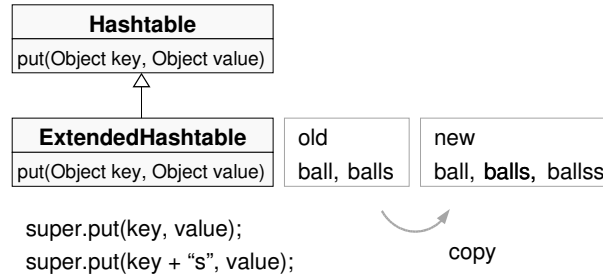 Hashtable
put(Object key, Object value)
ExtendedHashtable
put(Object key, Object value)
old
ball, balls
new
ball, balls, ballss
super.put(key, value);
super.put(key + “s”, value);
copy